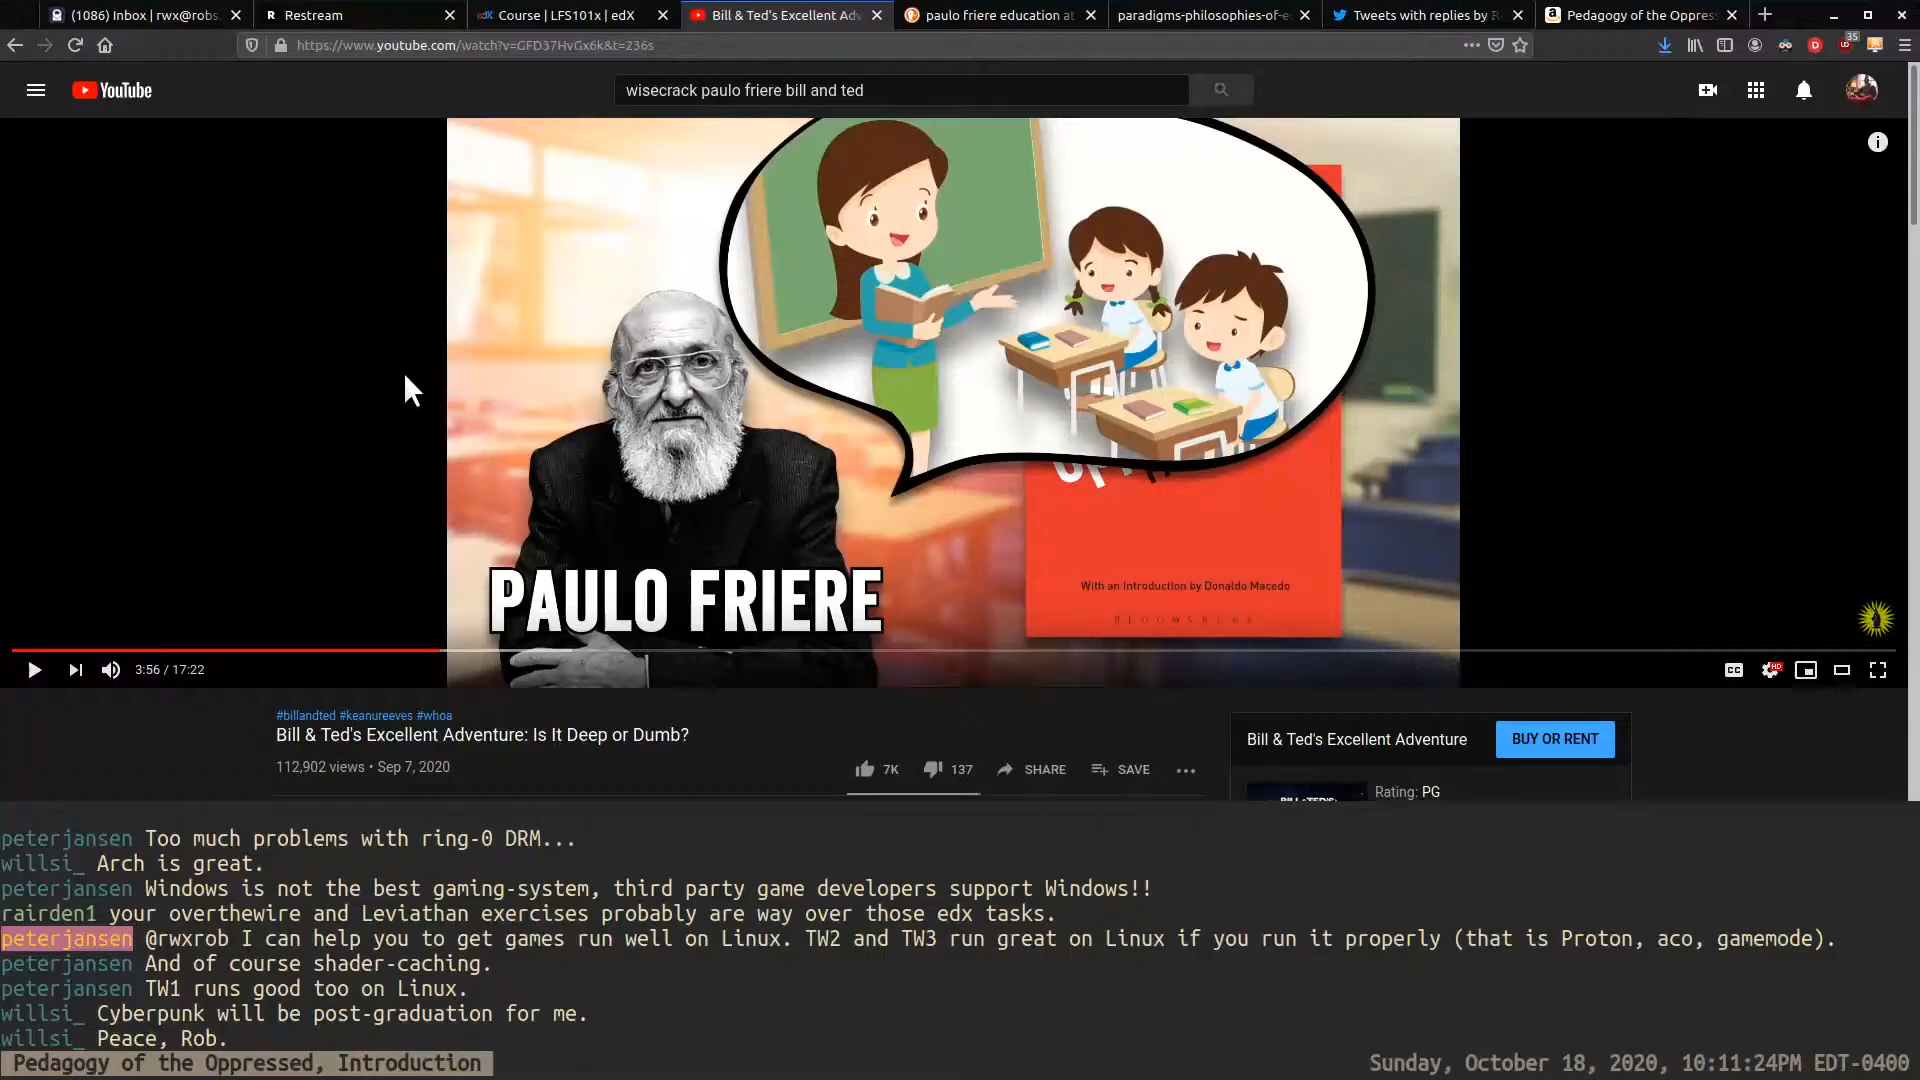 (1086) Inbox | rwx@robs.
Restream
Course | LFS101x | edX
Bill & Ted's Excellent Adv
paulo friere education at
paradigms-philosophies-of-e
Tweets with replies by R
Pedagogy of the Oppress
https://www.youtube.com/watch?v=GFD37HvGx6k&t=236s
35
YouTube
wisecrack paulo friere bill and ted
PAULO FRIERE
With an Introduction by Donaldo Macedo
BLOOMSBURY
3:56 / 17:22
CC
HD
#billandted #keanureeves #whoa
Bill & Ted's Excellent Adventure: Is It Deep or Dumb?
112,902 views • Sep 7, 2020
7K
137
SHARE
SAVE
Bill & Ted's Excellent Adventure
BUY OR RENT
Rating: PG
peterjansen Too much problems with ring-0 DRM...
willsi_ Arch is great.
peterjansen Windows is not the best gaming-system, third party game developers support Windows!!
rairden1 your overthewire and Leviathan exercises probably are way over those edx tasks.
peterjansen @rwxrob I can help you to get games run well on Linux. TW2 and TW3 run great on Linux if you run it properly (that is Proton, aco, gamemode).
peterjansen And of course shader-caching.
peterjansen TW1 runs good too on Linux.
willsi_ Cyberpunk will be post-graduation for me.
willsi_ Peace, Rob.
Pedagogy of the Oppressed, Introduction
Sunday, October 18, 2020, 10:11:24PM EDT-0400